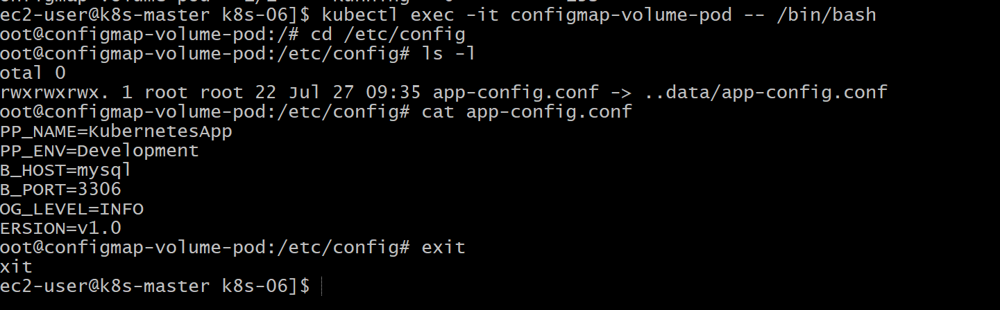 ec2-user@k8s-master k8s-06]$ kubectl exec -it configmap-volume-pod -- /bin/bash
oot@configmap-volume-pod:/# cd /etc/config
oot@configmap-volume-pod:/etc/config# ls -l
otal 0
rwxrwxrwx. 1 root root 22 Jul 27 09:35 app-config.conf -> ..data/app-config.conf
oot@configmap-volume-pod:/etc/config# cat app-config.conf
PP_NAME=KubernetesApp
PP_ENV=Development
B_HOST=mysql
B_PORT=3306
OG_LEVEL=INFO
ERSION=v1.0
oot@configmap-volume-pod:/etc/config# exit
xit
ec2-user@k8s-master k8s-06]$